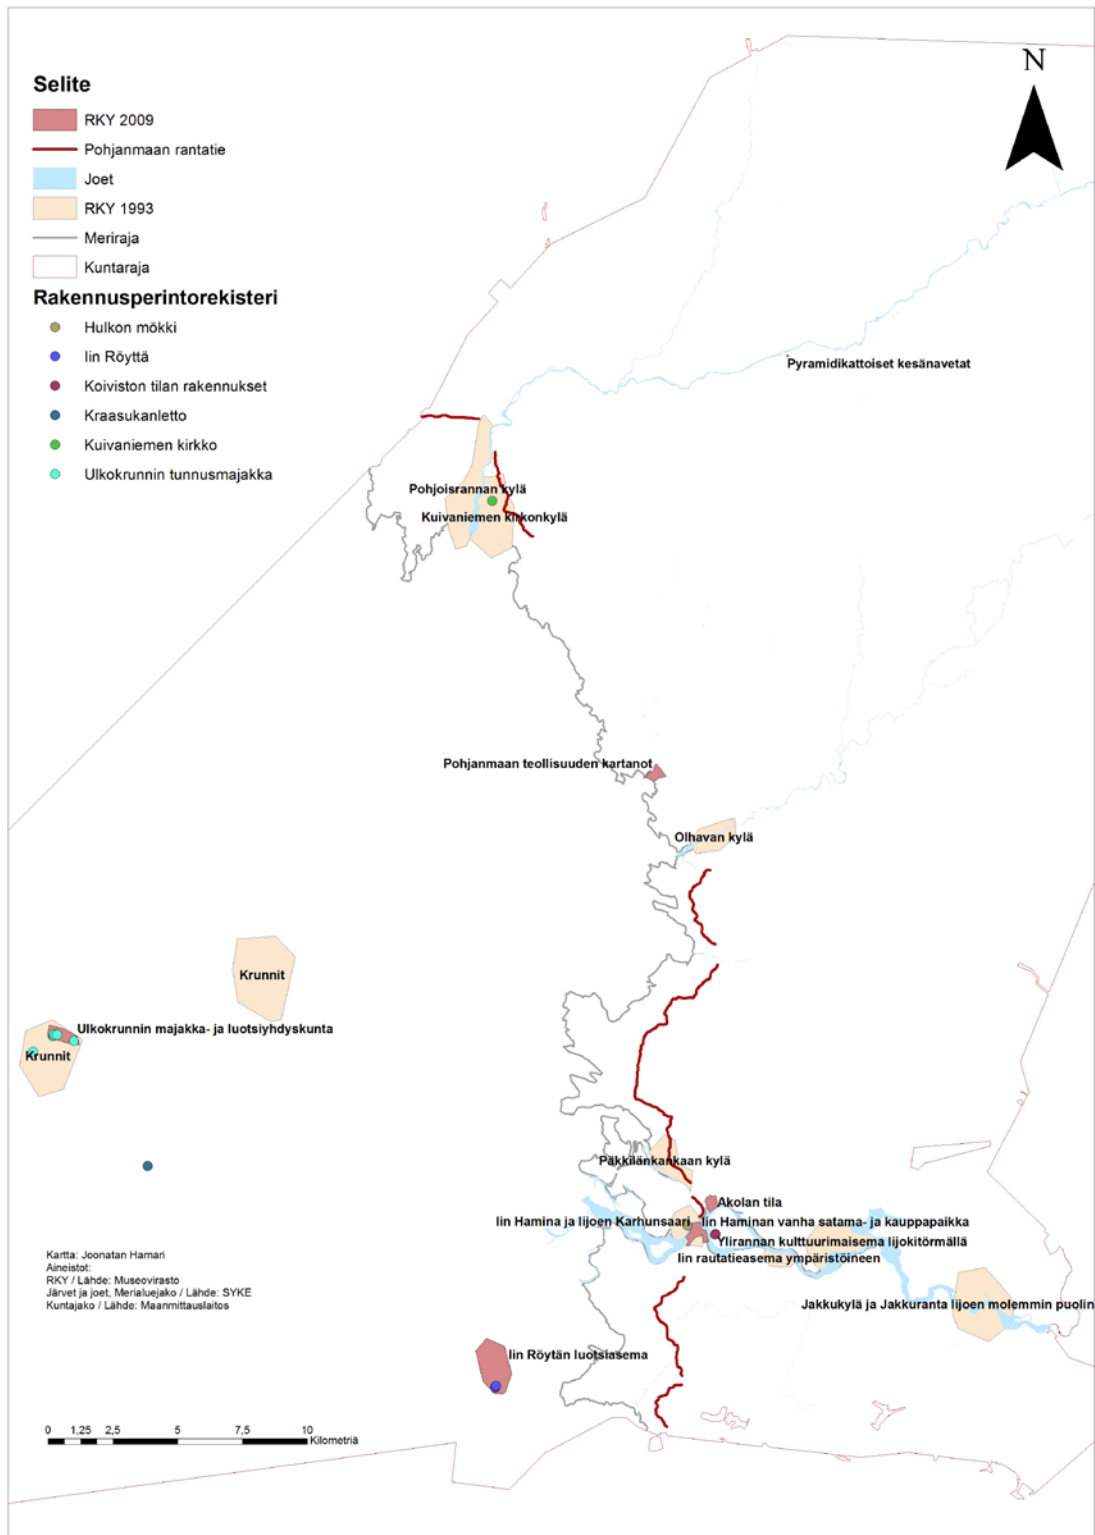 N
Selite
RKY 2009
Pohjanmaan rantatie
Joet
RKY 1993
Meriraja
Kuntaraja
Rakennusperintorekisteri
Hulkon mökki
Iin Röyttä
Koiviston tilan rakennukset
Kraasukanletto
Kuivaniemen kirkko
Ulkokrunnin tunnusmajakka
Pyramidikattoiset kesänavetat
Pohjoisrannan kylä
Kuivaniemen kirkonkylä
Pohjanmaan teollisuuden kartanot
Olhavan kylä
Krunnit
Ulkokrunnin majakka- ja luotsiyhdyskunta
Krunnit
Päkkilänkankaan kylä
Akolan tila
Iin Hamina ja Iijoen Karhunsaari
Iin Haminan vanha satama- ja kauppapaikka
Ylirannan kulttuurimaisema Iijokitörmällä
Iin rautatieasema ympäristöineen
Jakkukylä ja Jakkuranta Iijoen molemmin puolin
Iin Röytän luotsiasema
Kartta: Joonatan Hamari
Aineistot:
RKY / Lähde: Museovirasto
Järvet ja joet, Merialuejako / Lähde: SYKE
Kuntajako / Lähde: Maanmittauslaitos
0 1,25 2,5 5 7,5 10
Kilometriä